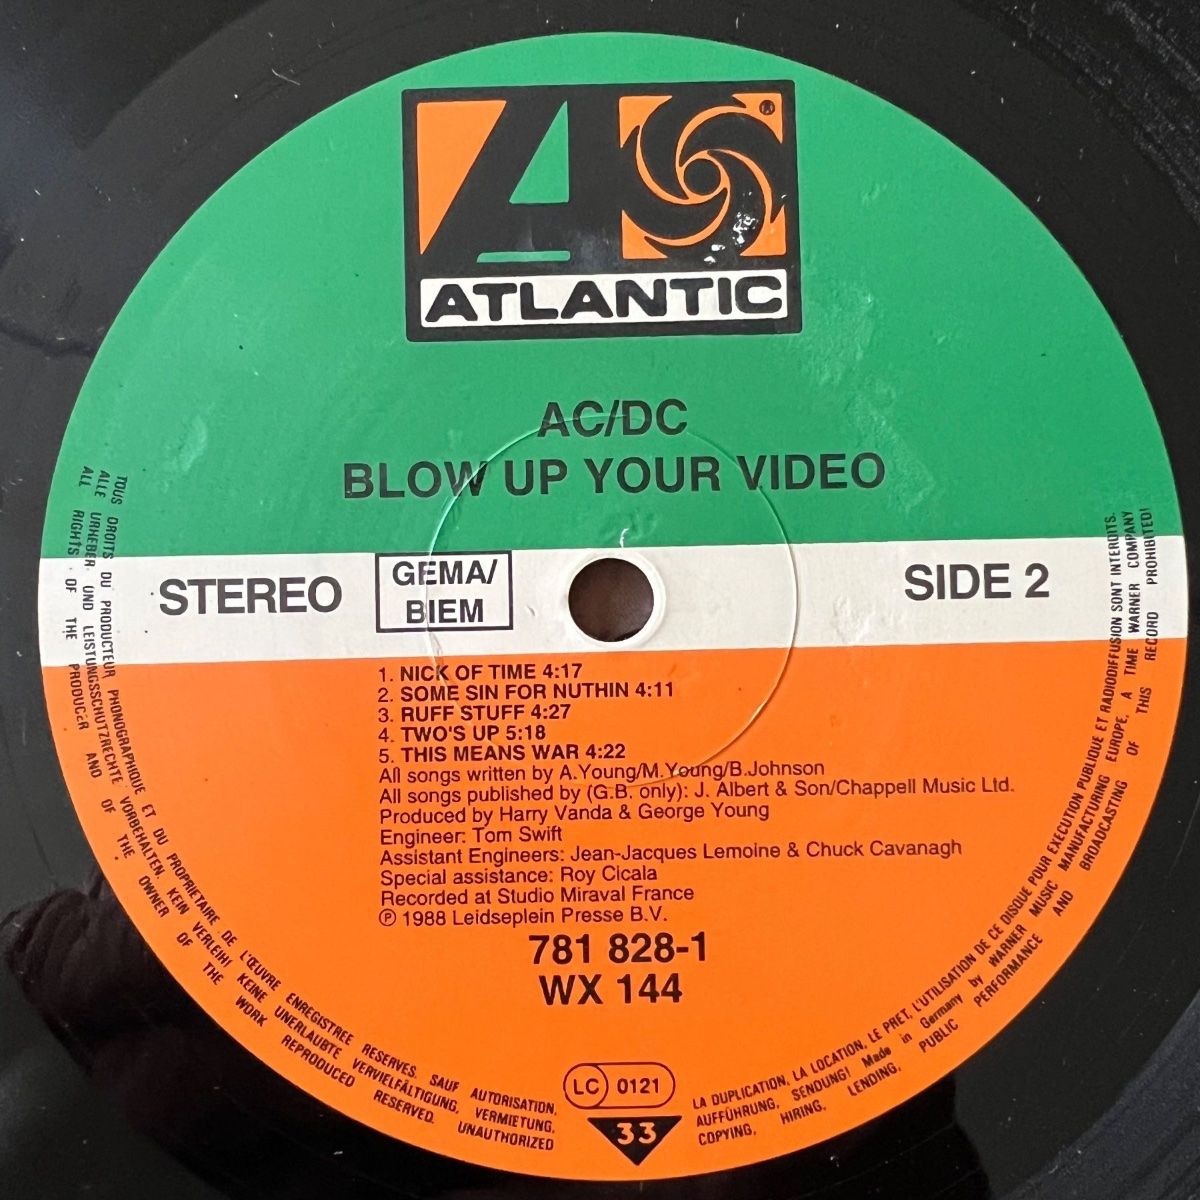 ATLANTIC
AC/DC
BLOW UP YOUR VIDEO
STEREO
GEMA/
BIEM
SIDE 2
1. NICK OF TIME 4:17
2. SOME SIN FOR NUTHIN 4:11
3. RUFF STUFF 4:27
4. TWO'S UP 5:18
5. THIS MEANS WAR 4:22
All songs written by A.Young/M.Young/B.Johnson
All songs published by (G.B. only): J. Albert & Son/Chappell Music Ltd.
Produced by Harry Vanda & George Young
Engineer: Tom Swift
Assistant Engineers: Jean-Jacques Lemoine & Chuck Cavanagh
Special assistance: Roy Cicala
Recorded at Studio Miraval France
℗ 1988 Leidseplein Presse B.V.
781 828-1
WX 144
LC 0121
33
TOUS DROITS DU PRODUCTEUR PHONOGRAPHIQUE ET DU PROPRIETAIRE DE L'ŒUVRE ENREGISTREE RESERVES. SAUF AUTORISATION, LA DUPLICATION, LA LOCATION, LE PRET, L'UTILISATION DE CE DISQUE POUR EXECUTION PUBLIQUE ET RADIODIFFUSION SONT INTERDITS.
ALLE URHEBER- UND LEISTUNGSSCHUTZRECHTE VORBEHALTEN. KEIN VERLEIH! KEINE UNERLAUBTE VERVIELFÄLTIGUNG, VERMIETUNG, AUFFÜHRUNG, SENDUNG! Made in Germany by WARNER MUSIC MANUFACTURING EUROPE, A TIME WARNER COMPANY
ALL RIGHTS OF THE PRODUCER AND OF THE OWNER OF THE WORK REPRODUCED RESERVED. UNAUTHORIZED COPYING, HIRING, LENDING, PUBLIC PERFORMANCE AND BROADCASTING OF THIS RECORD PROHIBITED!